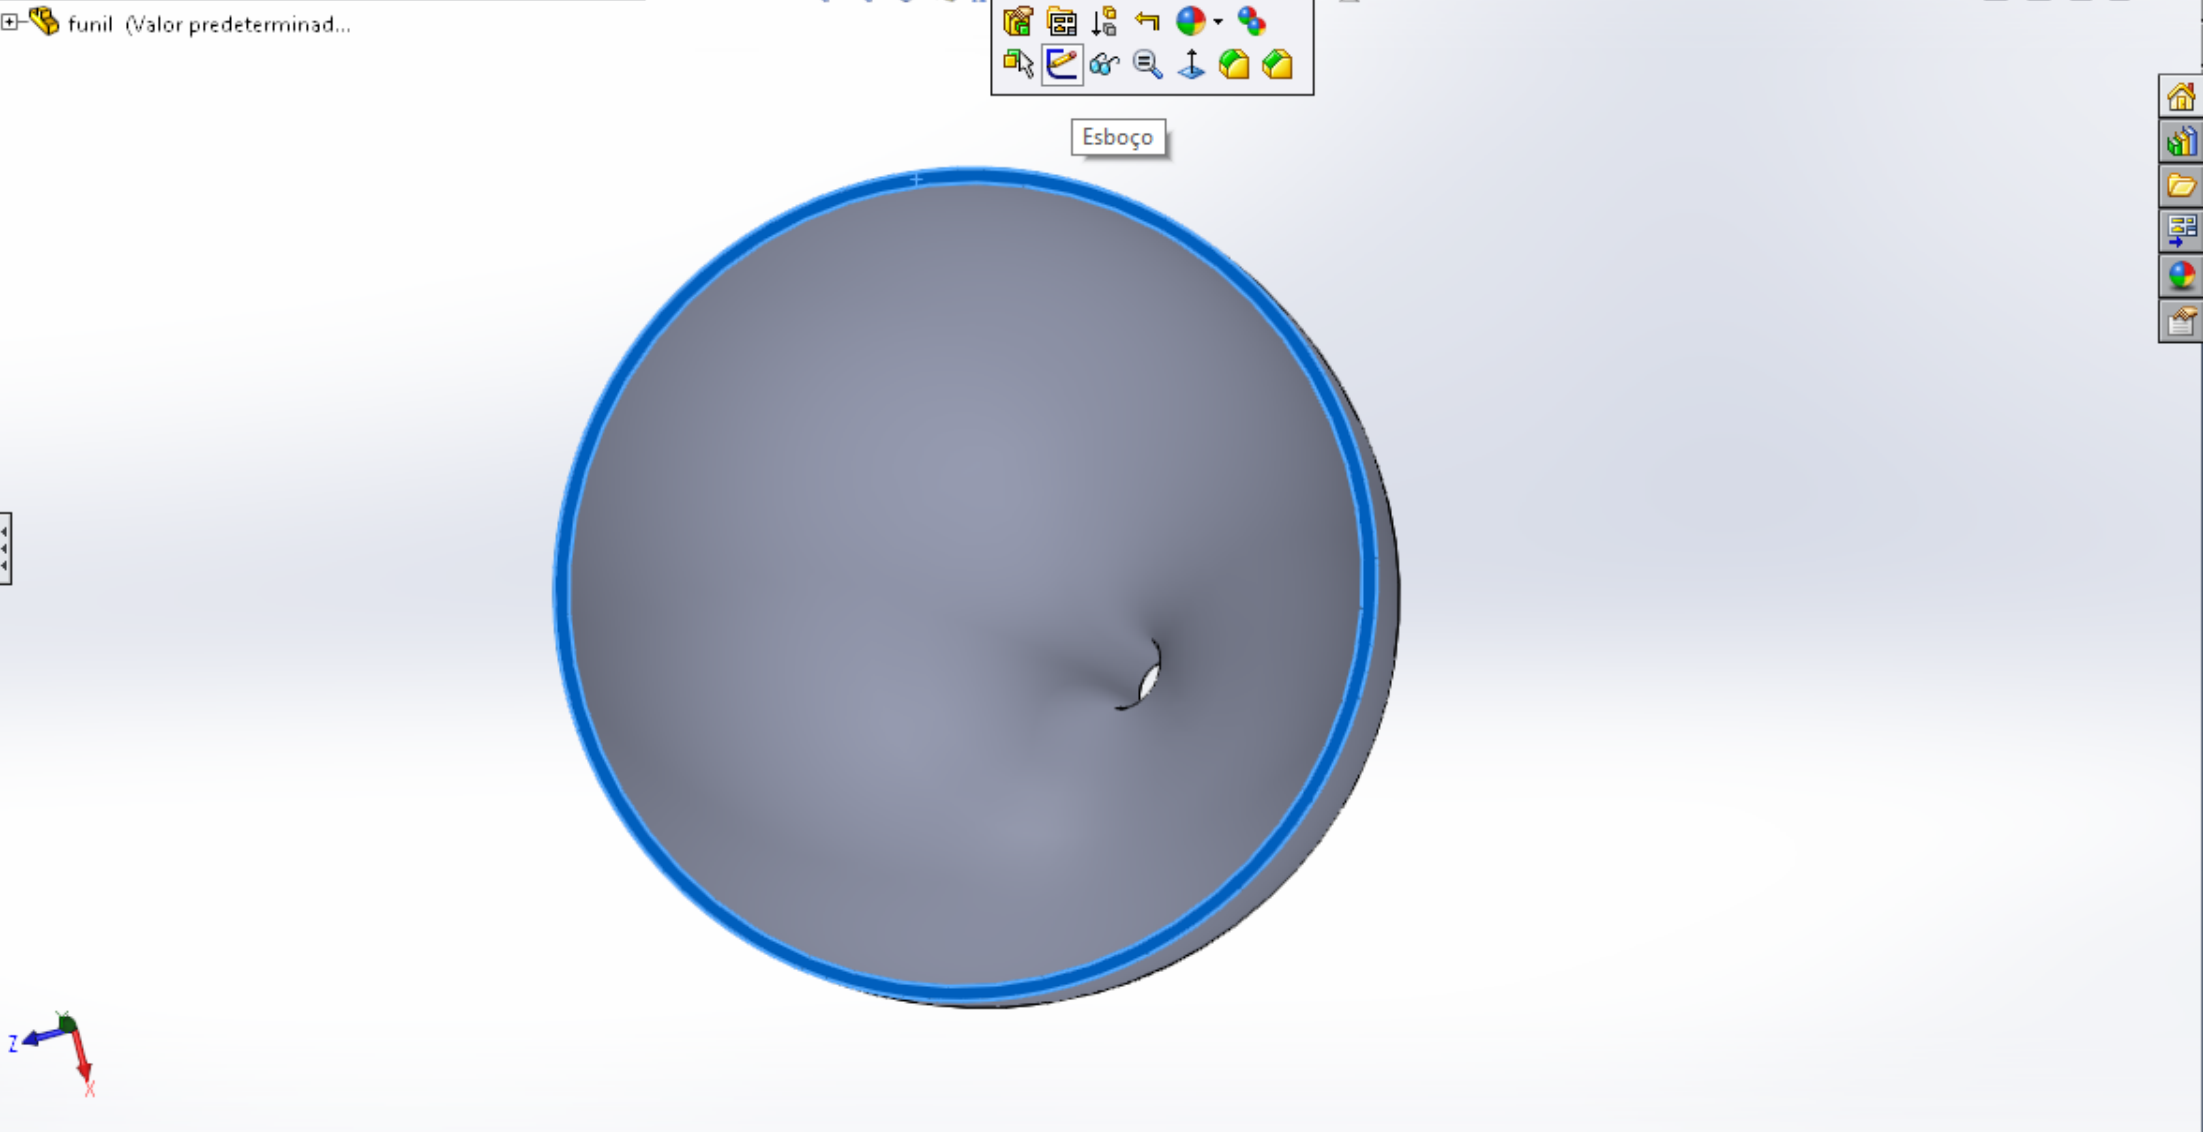 funil (Valor predeterminad...
Esboço
Z
X